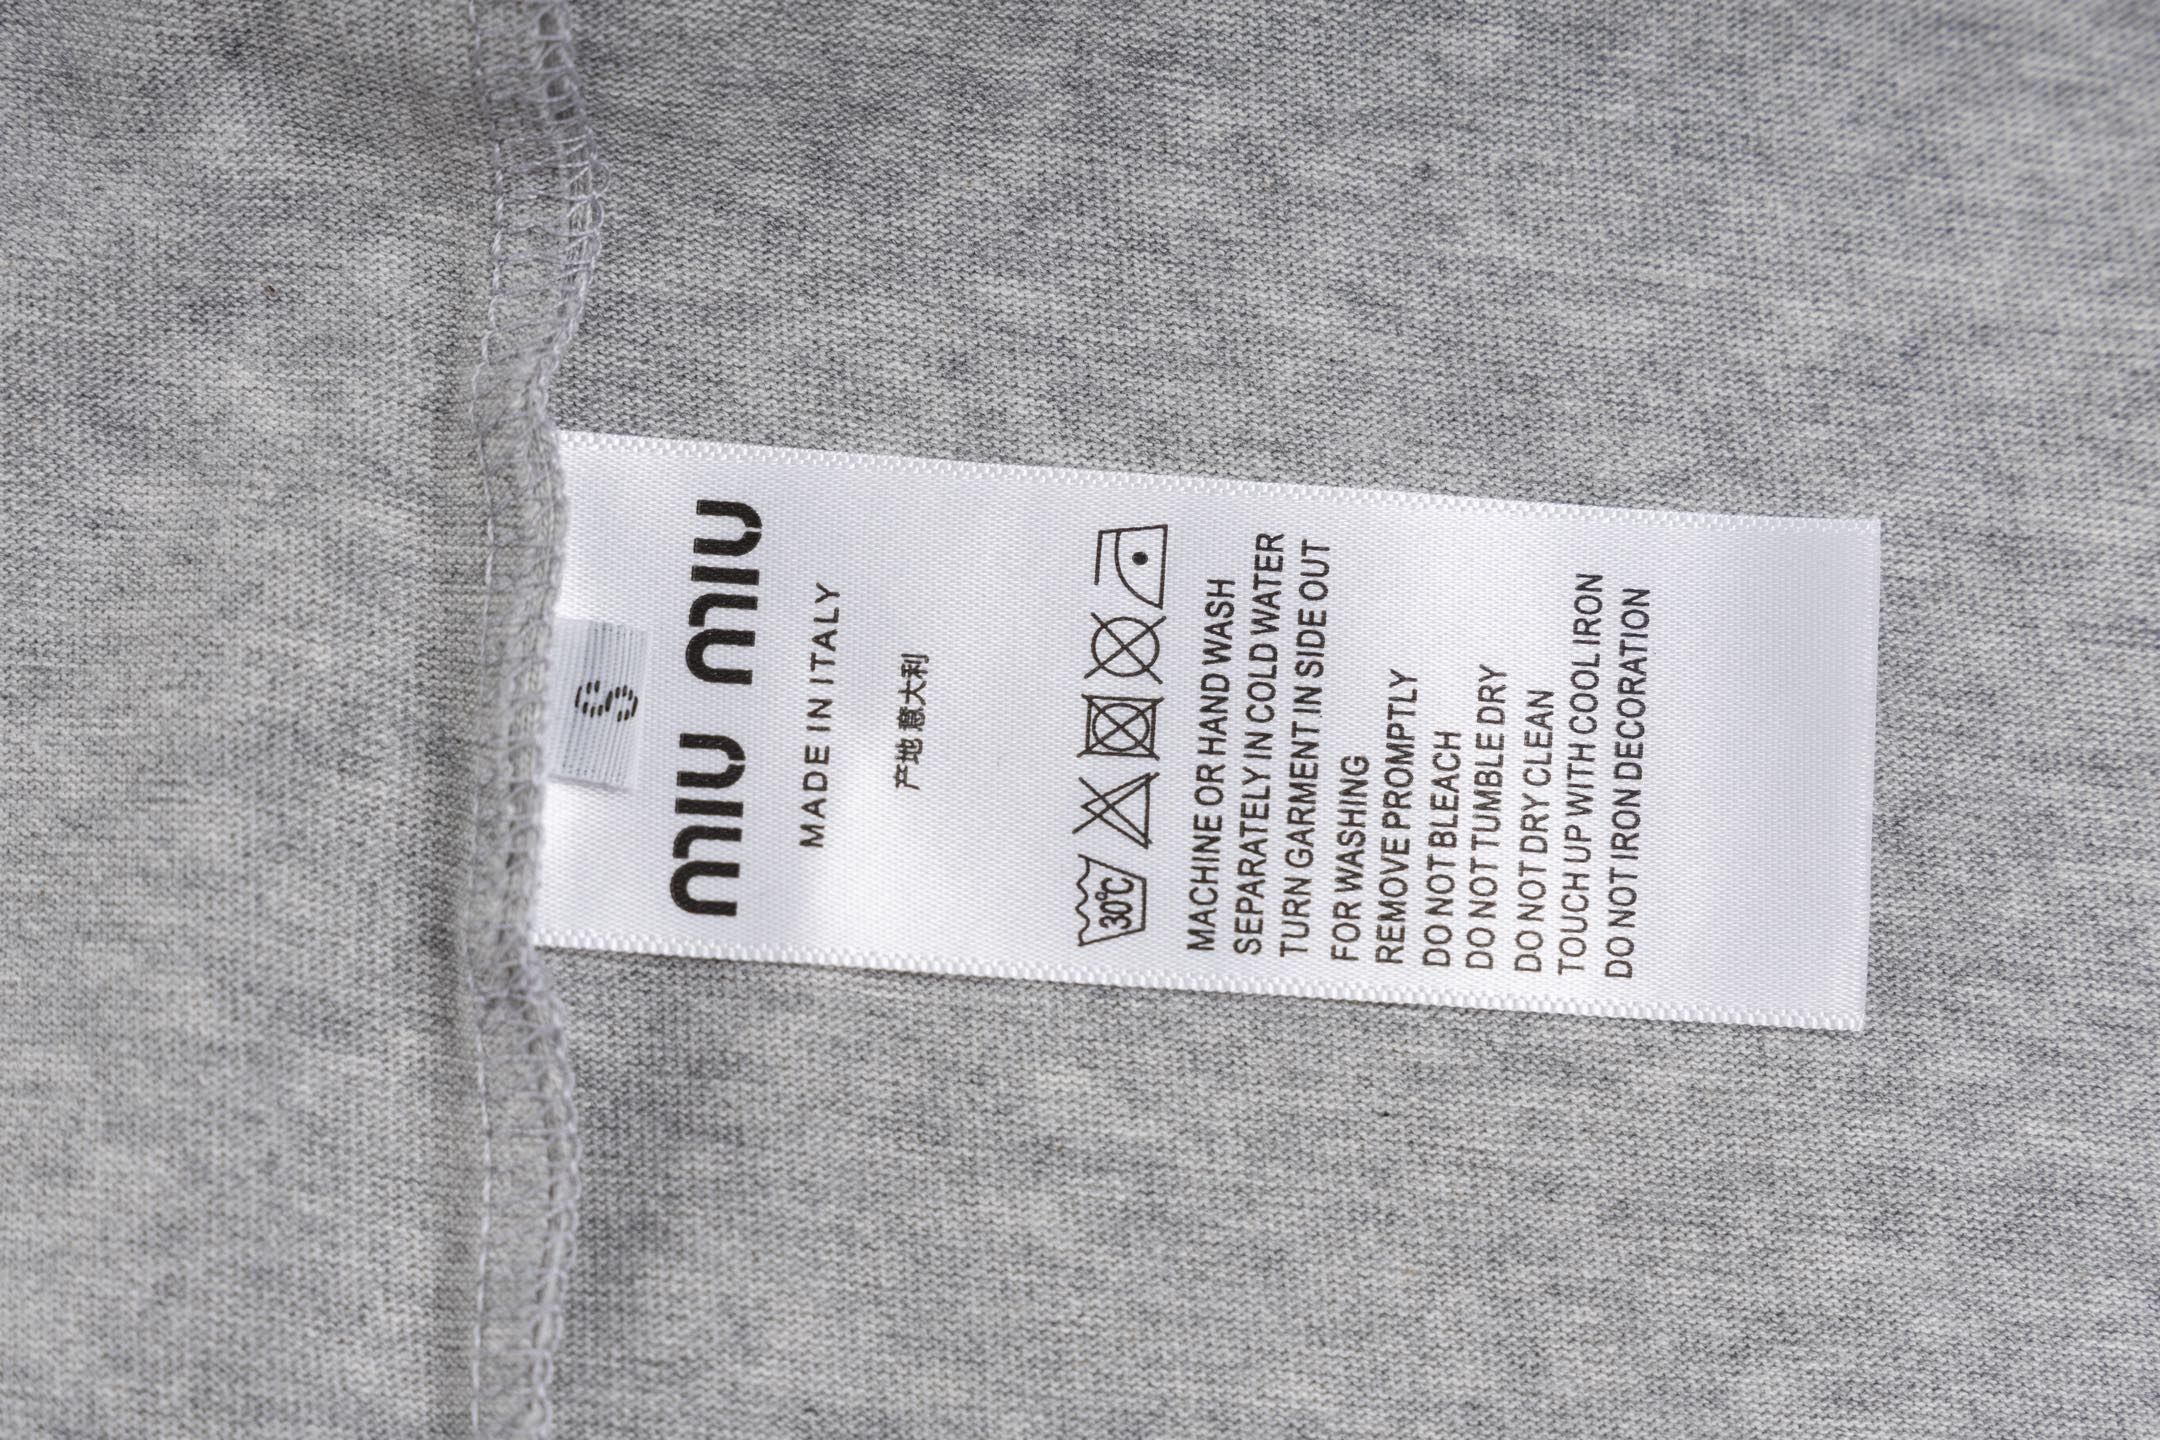 S
miu miu
MADE IN ITALY
产地 意大利
30°C
MACHINE OR HAND WASH
SEPARATELY IN COLD WATER
TURN GARMENT.IN SIDE OUT
FOR WASHING
REMOVE PROMPTLY
DO NOT BLEACH
DO NOT TUMBLE DRY
DO NOT DRY CLEAN
TOUCH UP WITH COOL IRON
DO NOT IRON DECORATION